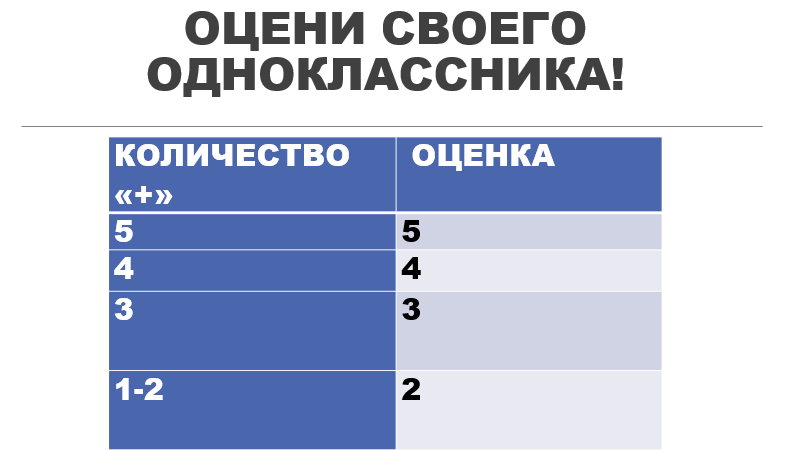 ОЦЕНИ СВОЕГО
ОДНОКЛАССНИКА!
КОЛИЧЕСТВО
«+»
ОЦЕНКА
5 5
4 4
3 3
1-2 2